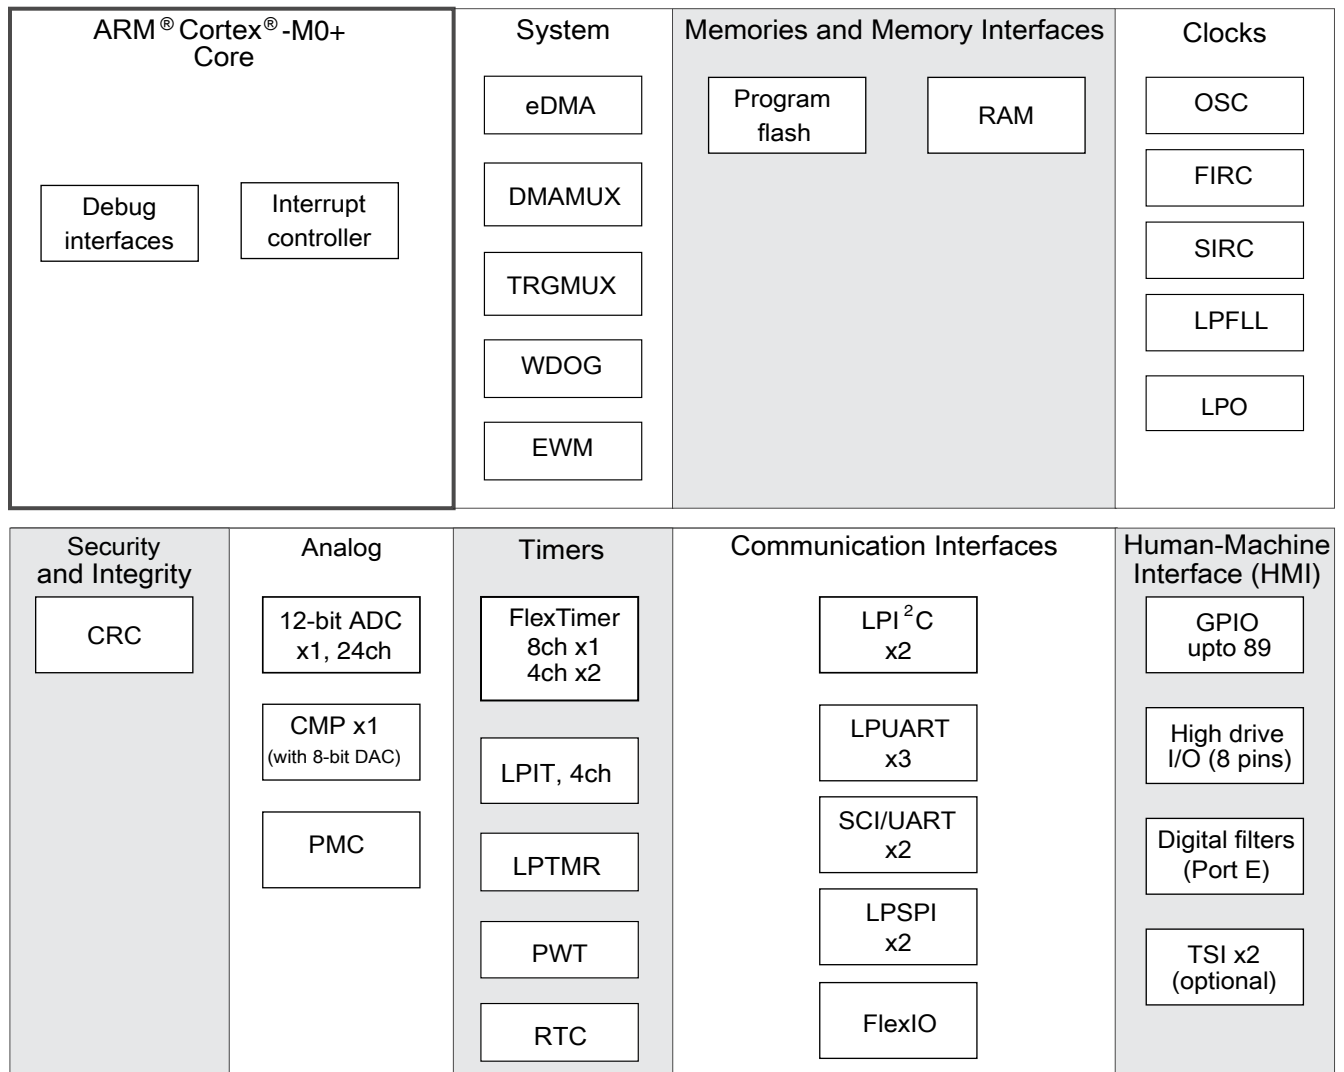 ARM® Cortex®-M0+
Core
Debug
interfaces
Interrupt
controller
System
eDMA
DMAMUX
TRGMUX
WDOG
EWM
Memories and Memory Interfaces
Program
flash
RAM
Clocks
OSC
FIRC
SIRC
LPFLL
LPO
Security
and Integrity
CRC
Analog
12-bit ADC
x1, 24ch
CMP x1
(with 8-bit DAC)
PMC
Timers
FlexTimer
8ch x1
4ch x2
LPIT, 4ch
LPTMR
PWT
RTC
Communication Interfaces
LPI²C
x2
LPUART
x3
SCI/UART
x2
LPSPI
x2
FlexIO
Human-Machine
Interface (HMI)
GPIO
upto 89
High drive
I/O (8 pins)
Digital filters
(Port E)
TSI x2
(optional)